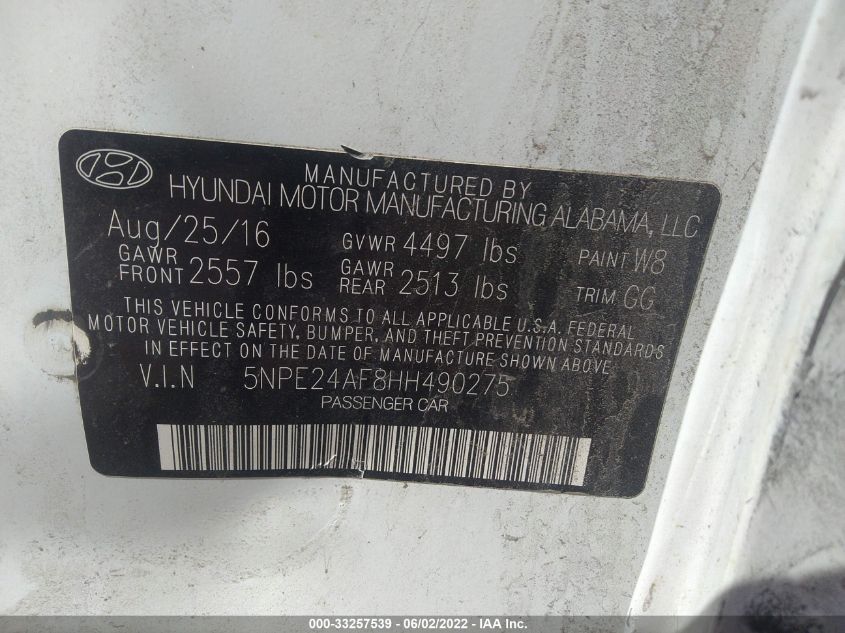 MANUFACTURED BY
HYUNDAI MOTOR MANUFACTURING ALABAMA, LLC
Aug/25/16 GVWR 4497 lbs PAINT W8
GAWR FRONT 2557 lbs GAWR REAR 2513 lbs TRIM GG
THIS VEHICLE CONFORMS TO ALL APPLICABLE U.S.A. FEDERAL
MOTOR VEHICLE SAFETY, BUMPER, AND THEFT PREVENTION STANDARDS
IN EFFECT ON THE DATE OF MANUFACTURE SHOWN ABOVE.
V.I.N 5NPE24AF8HH490275
PASSENGER CAR
000-33257539 - 06/02/2022 - IAA Inc.